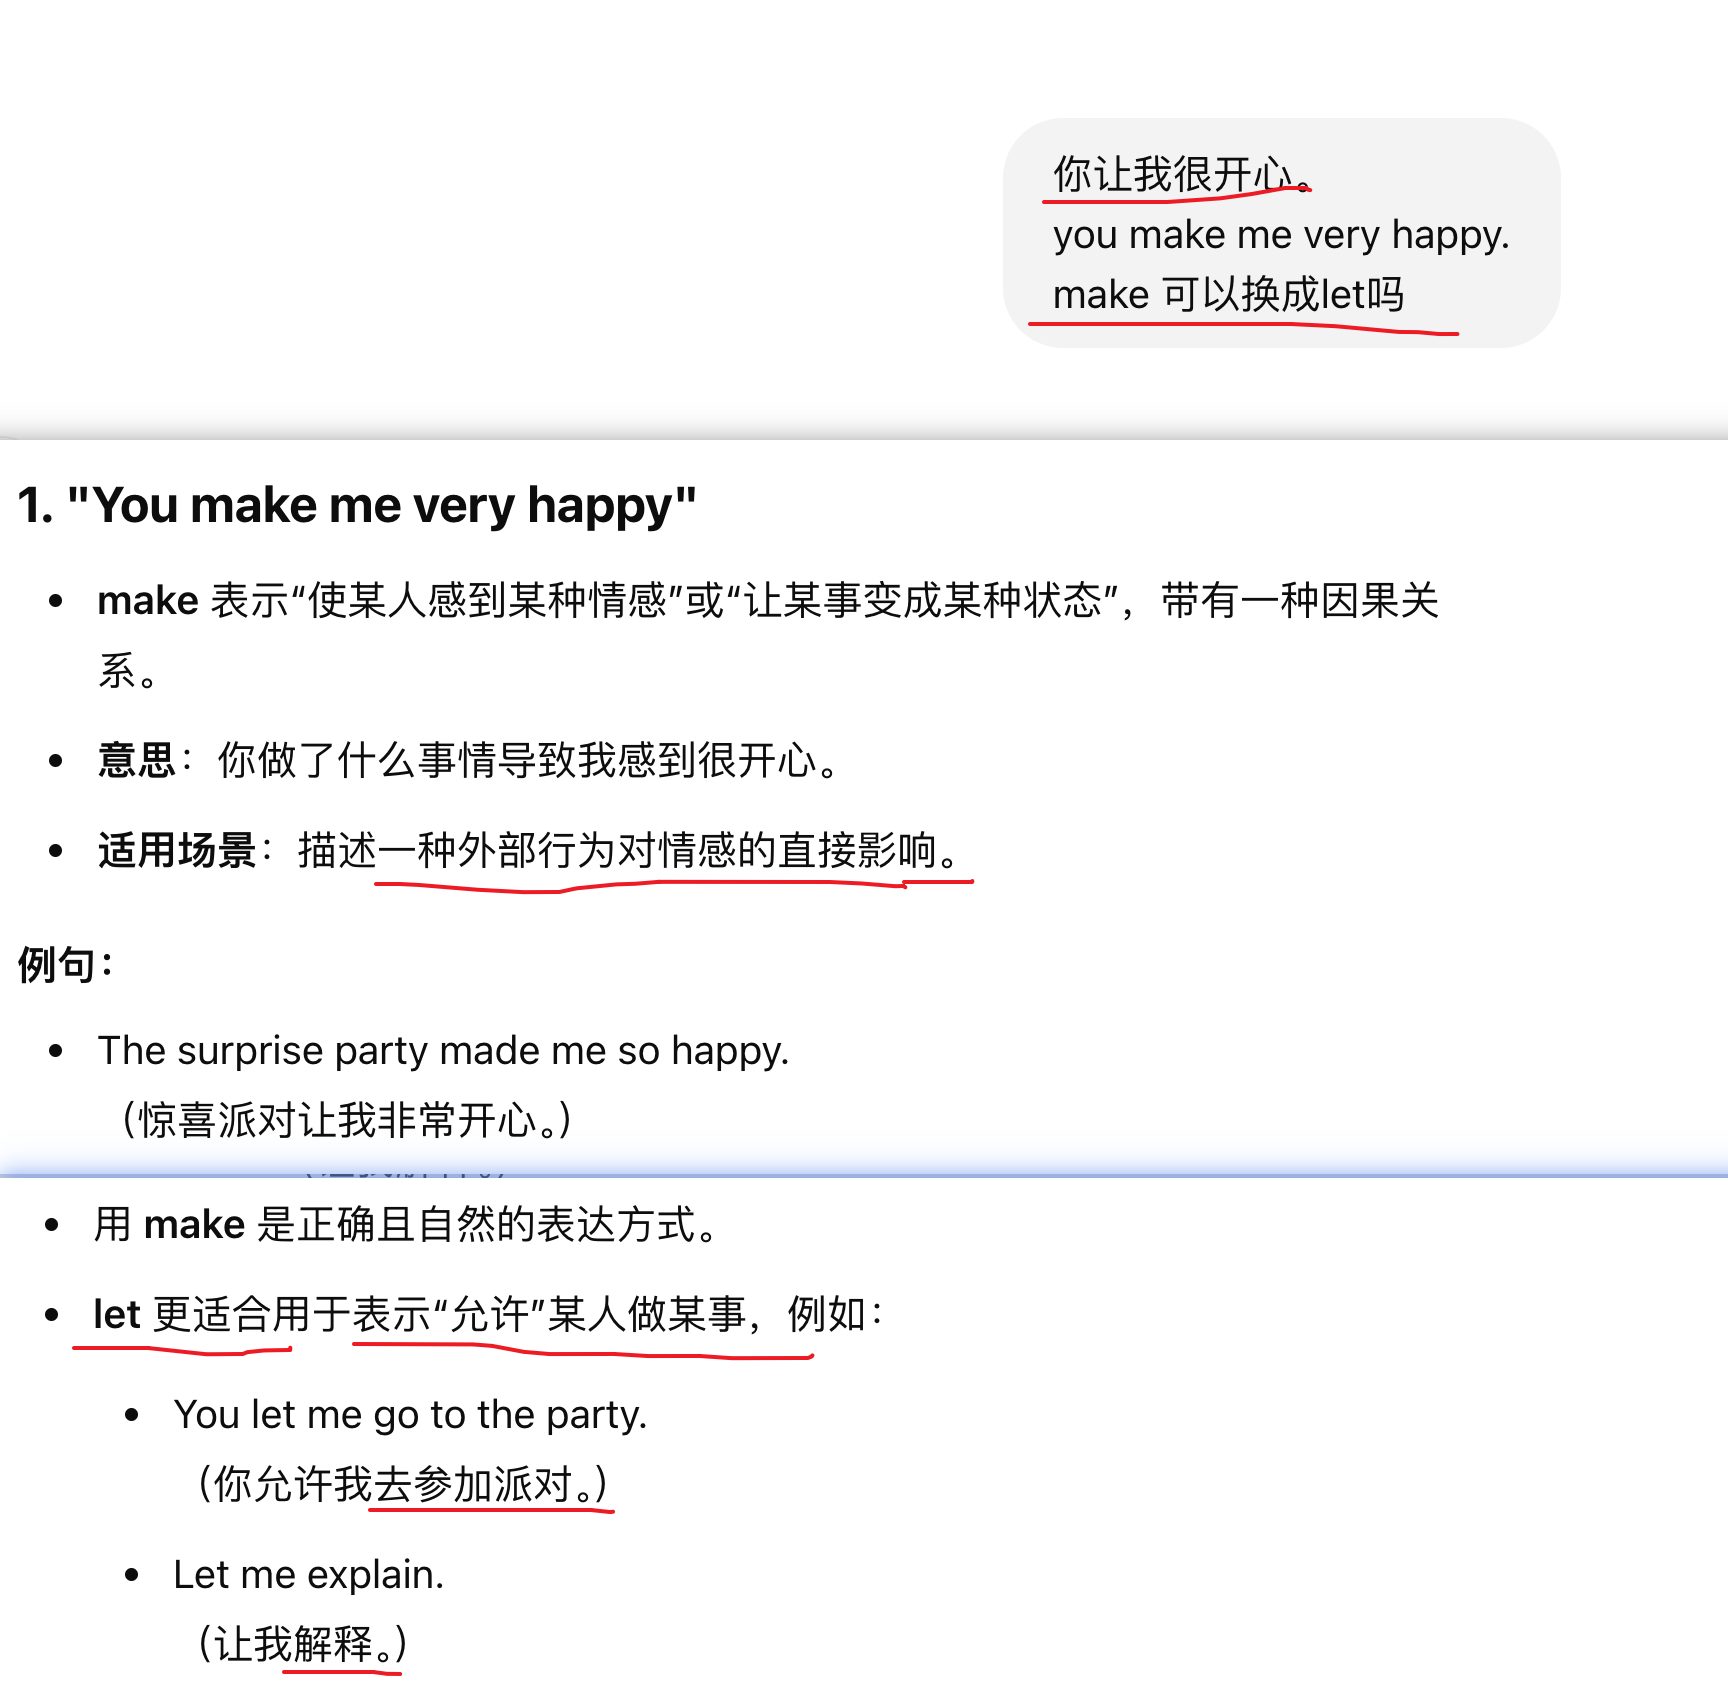 你让我很开心。
you make me very happy.
make 可以换成let吗
1. "You make me very happy"
• make 表示“使某人感到某种情感”或“让某事变成某种状态”，带有一种因果关
系。
• 意思：你做了什么事情导致我感到很开心。
• 适用场景：描述一种外部行为对情感的直接影响。
例句：
• The surprise party made me so happy.
（惊喜派对让我非常开心。）
• 用 make 是正确且自然的表达方式。
• let 更适合用于表示“允许”某人做某事，例如：
• You let me go to the party.
（你允许我去参加派对。）
• Let me explain.
（让我解释。）